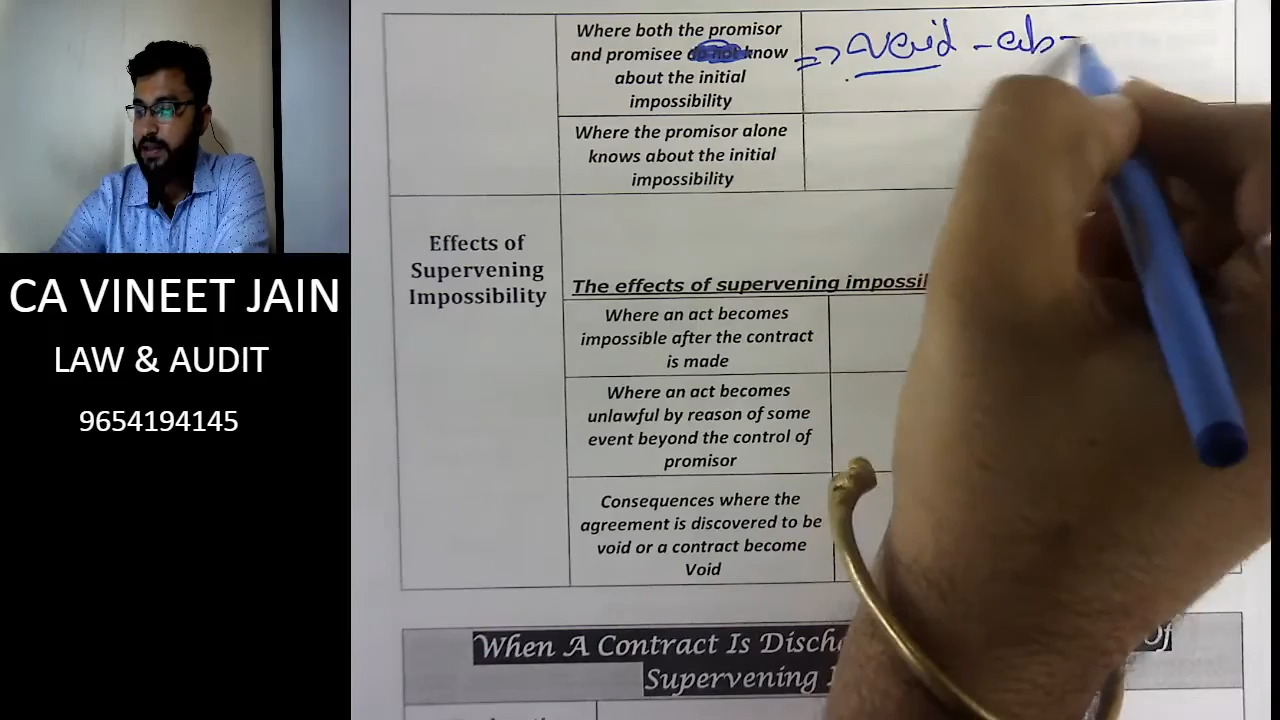 CA VINEET JAIN
LAW & AUDIT
9654194145
Where both the promisor
and promisee do not know
about the initial
impossibility
=> Void - ab -
Where the promisor alone
knows about the initial
impossibility
Effects of
Supervening
Impossibility
The effects of supervening
Where an act becomes
impossible after the contract
is made
Where an act becomes
unlawful by reason of some
event beyond the control of
promisor
Consequences where the
agreement is discovered to be
void or a contract become
Void
When A Contract Is Of
Supervening